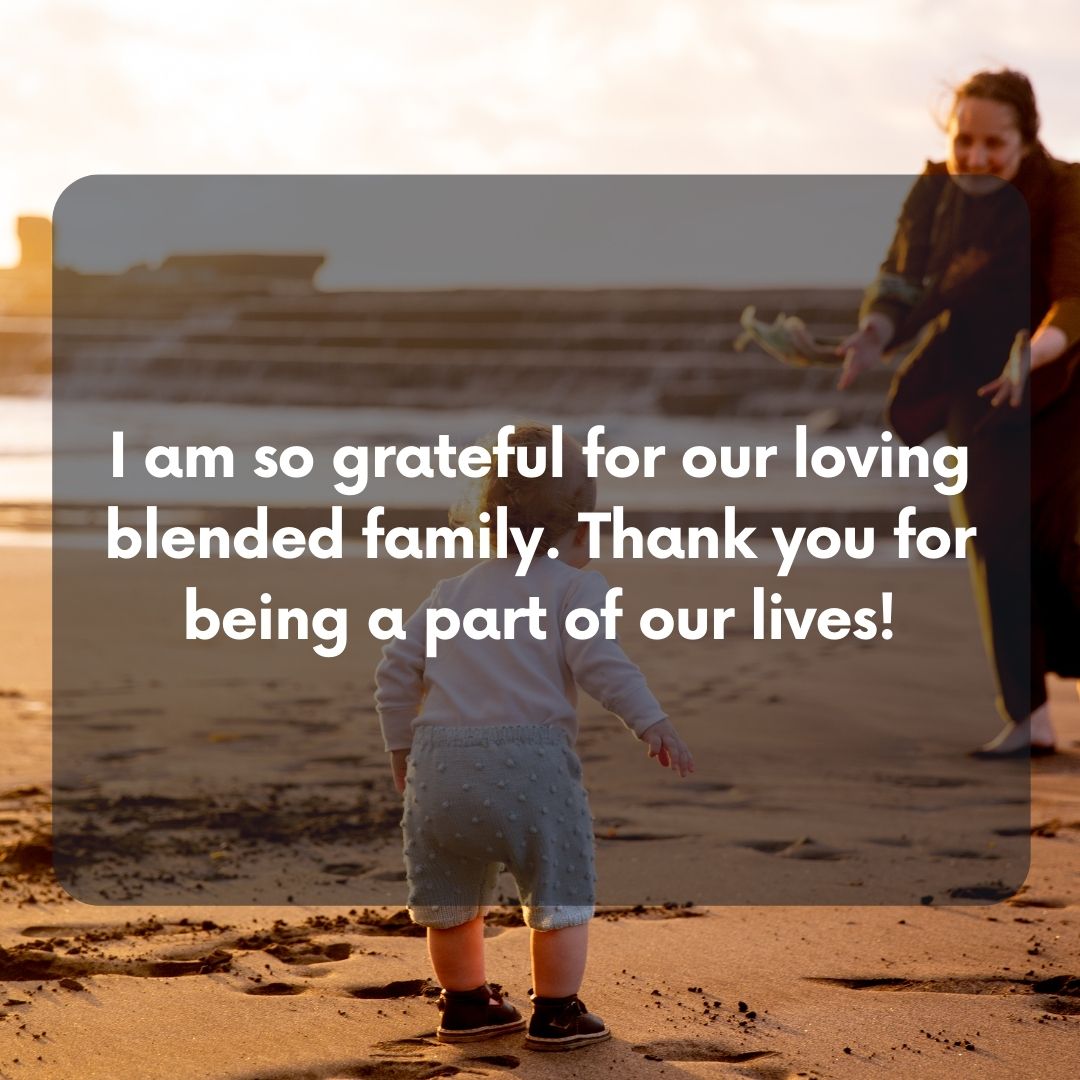 I am so grateful for our loving
blended family. Thank you for
being a part of our lives!